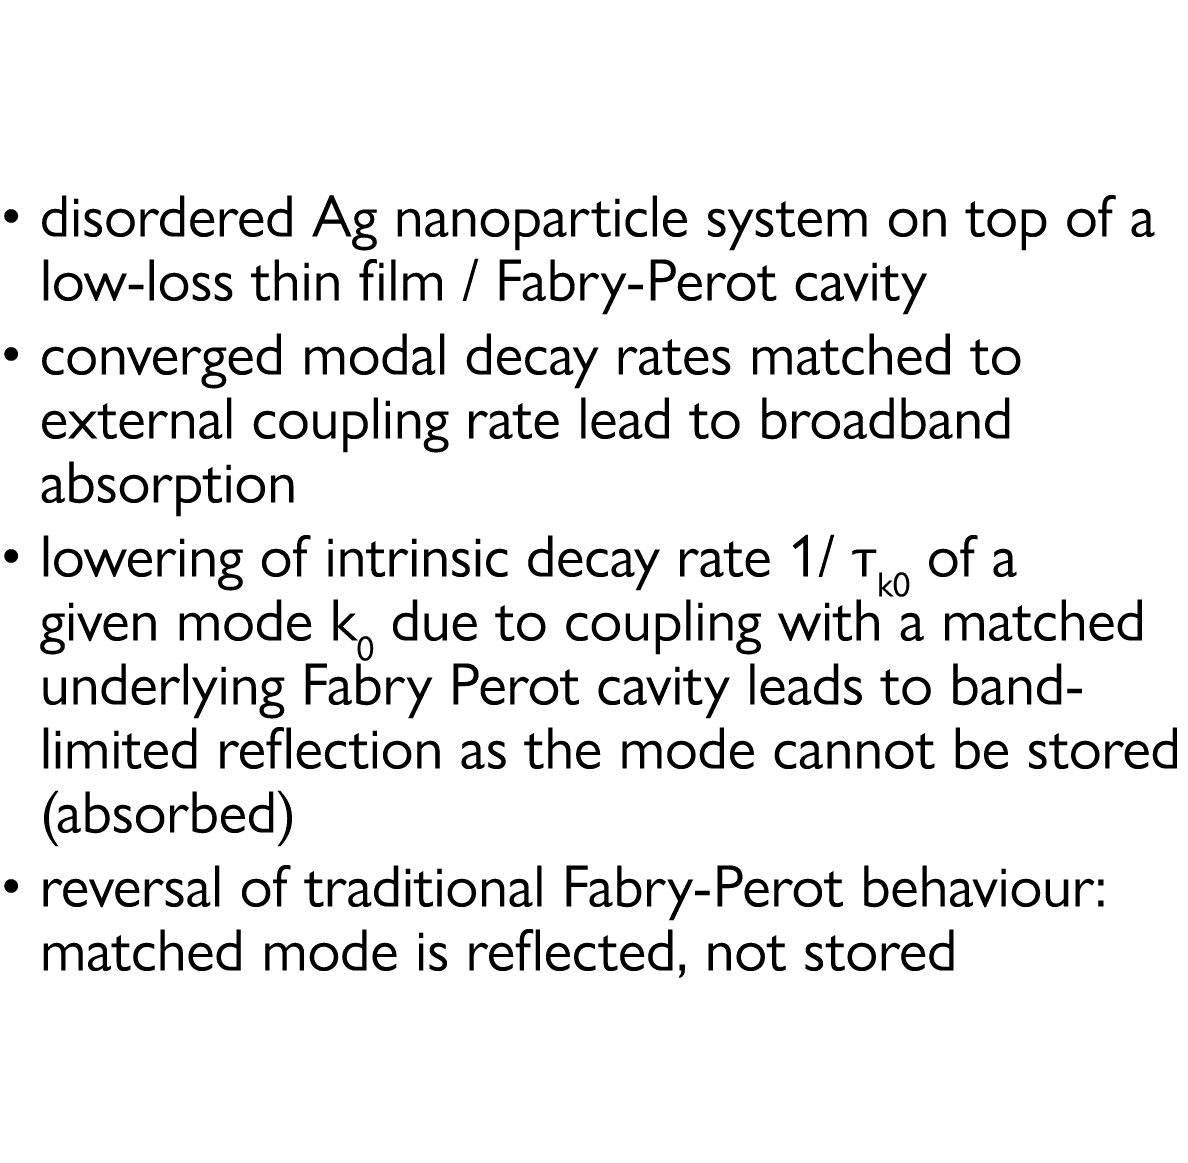 • disordered Ag nanoparticle system on top of a
low-loss thin film / Fabry-Perot cavity
• converged modal decay rates matched to
external coupling rate lead to broadband
absorption
• lowering of intrinsic decay rate 1/ τk0 of a
given mode k0 due to coupling with a matched
underlying Fabry Perot cavity leads to band-
limited reflection as the mode cannot be stored
(absorbed)
• reversal of traditional Fabry-Perot behaviour:
matched mode is reflected, not stored